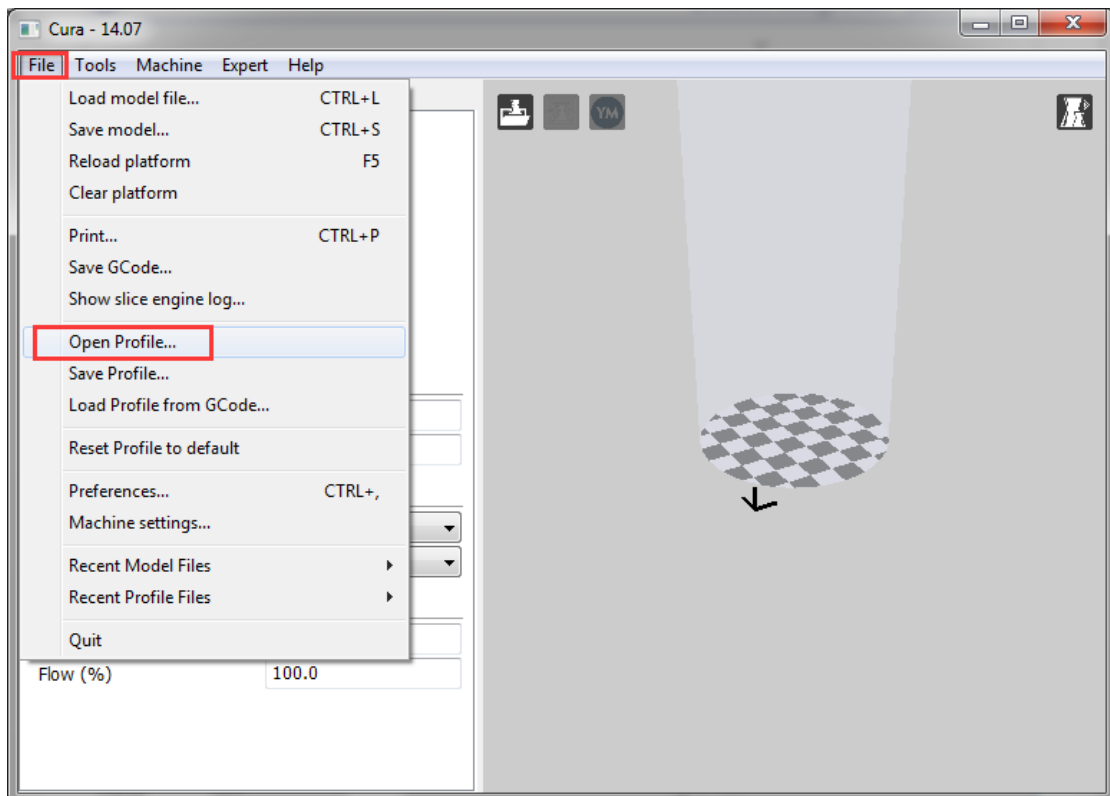 Cura - 14.07
File Tools Machine Expert Help
Load model file... CTRL+L
Save model... CTRL+S
Reload platform F5
Clear platform
Print... CTRL+P
Save GCode...
Show slice engine log...
Open Profile...
Save Profile...
Load Profile from GCode...
Reset Profile to default
Preferences... CTRL+,
Machine settings...
Recent Model Files
Recent Profile Files
Quit
Flow (%) 100.0
YM